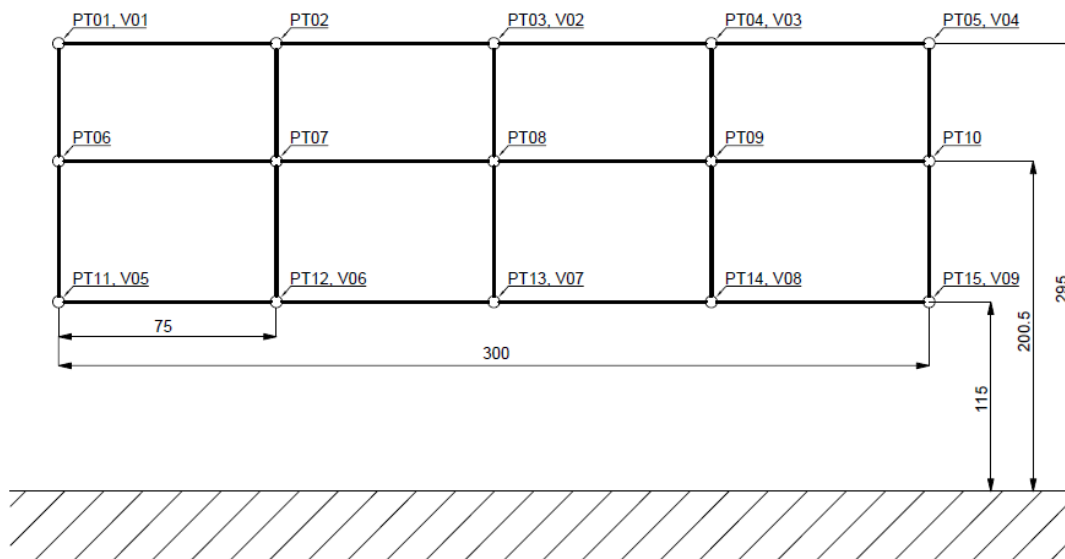 PT01, V01
PT02
PT03, V02
PT04, V03
PT05, V04
PT06
PT07
PT08
PT09
PT10
PT11, V05
PT12, V06
PT13, V07
PT14, V08
PT15, V09
75
300
115
200.5
295